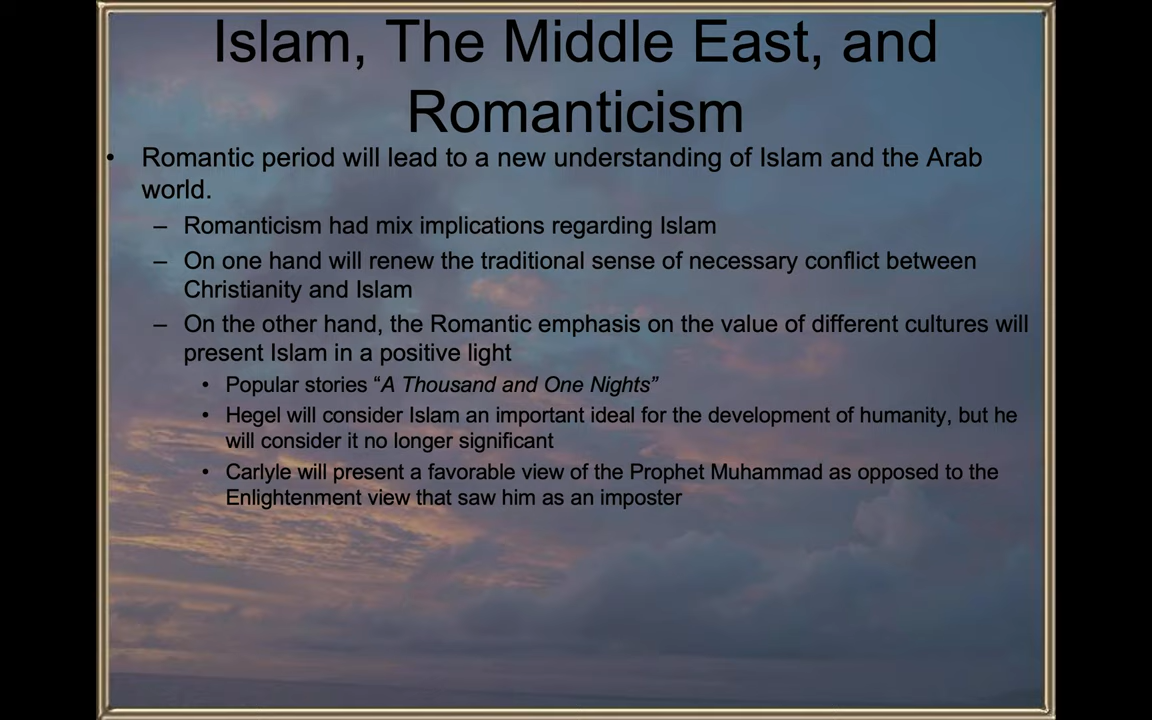 Islam, The Middle East, and
Romanticism
• Romantic period will lead to a new understanding of Islam and the Arab
world.
– Romanticism had mix implications regarding Islam
– On one hand will renew the traditional sense of necessary conflict between
Christianity and Islam
– On the other hand, the Romantic emphasis on the value of different cultures will
present Islam in a positive light
• Popular stories “A Thousand and One Nights”
• Hegel will consider Islam an important ideal for the development of humanity, but he
will consider it no longer significant
• Carlyle will present a favorable view of the Prophet Muhammad as opposed to the
Enlightenment view that saw him as an imposter